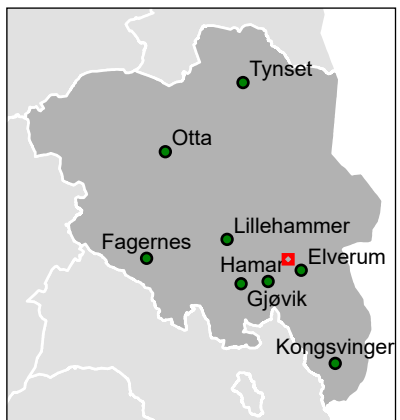 Tynset
Otta
Lillehammer
Fagernes
Elverum
Hamar
Gjøvik
Kongsvinger